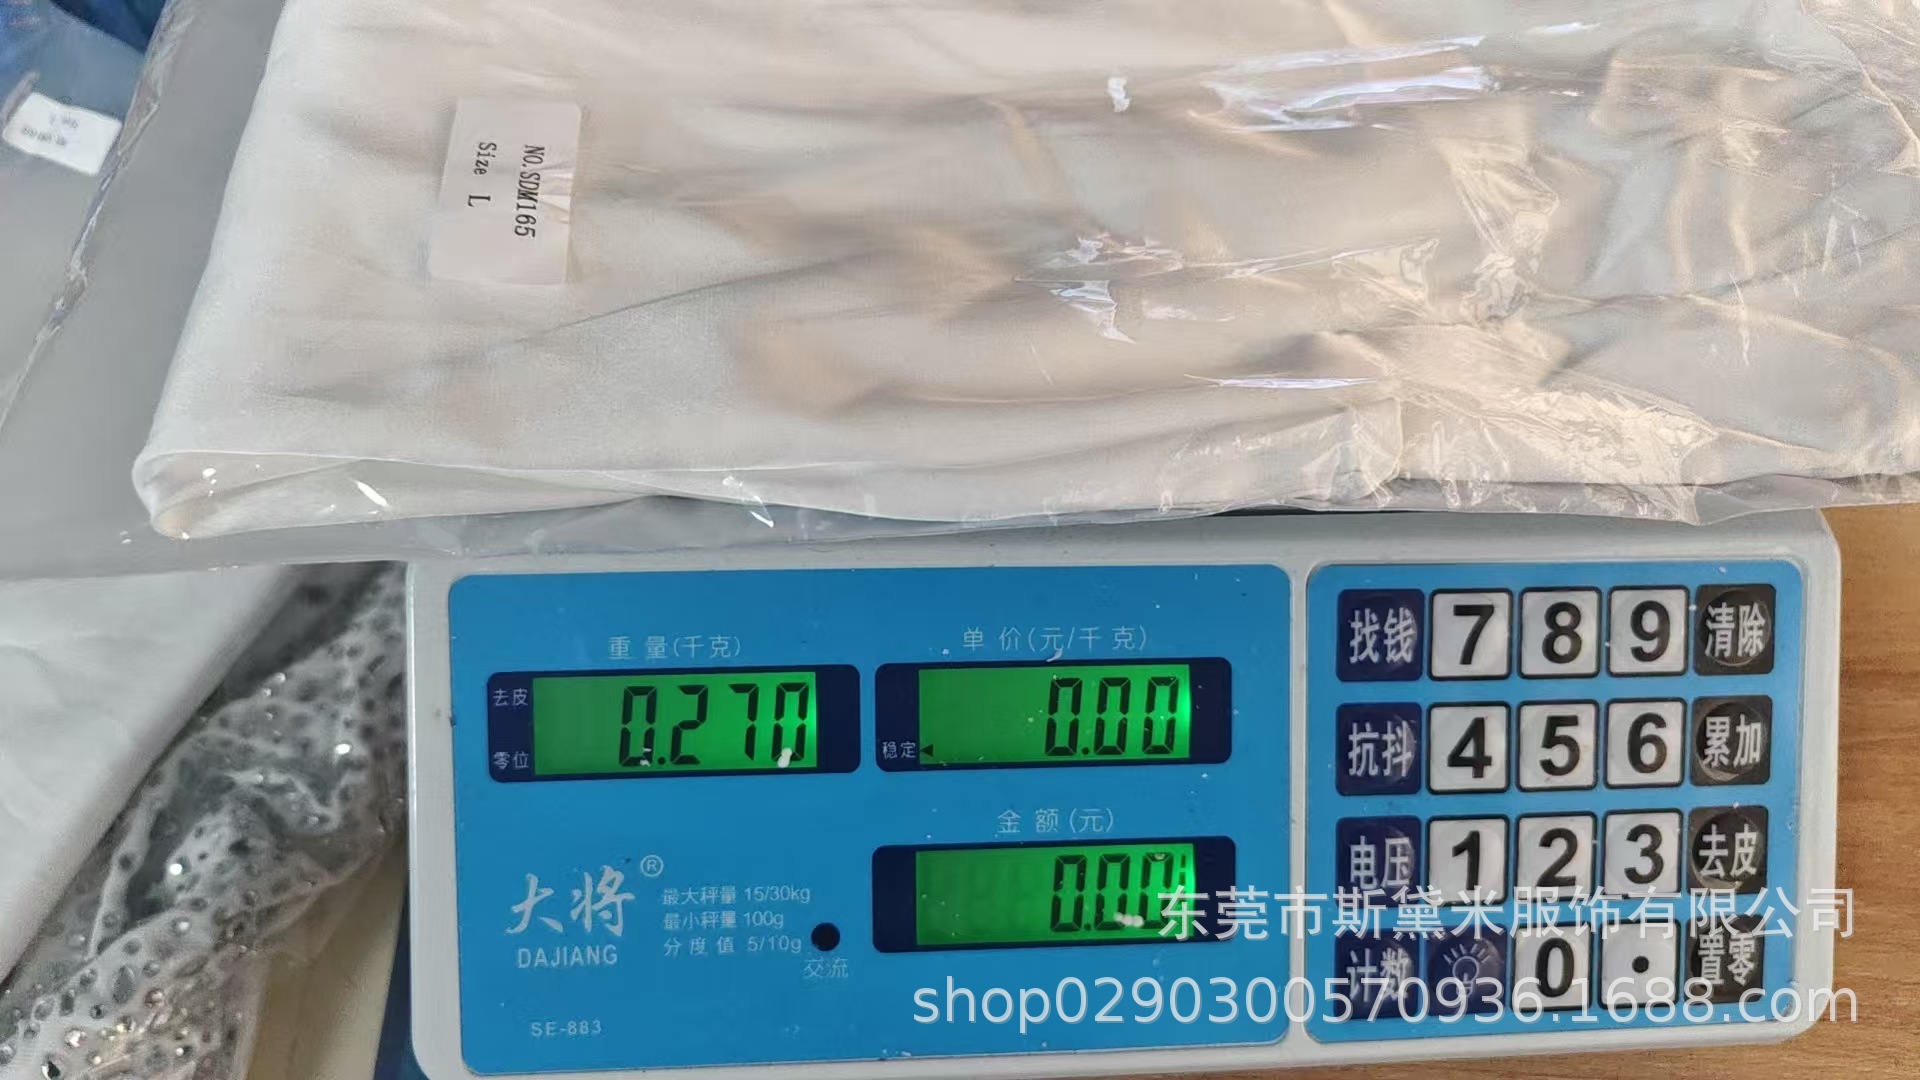 NO.SDM165
Size L
重量(千克)
单价(元/千克)
去皮
零位
0.270
稳定
0.00
金额(元)
0.00
大将®
DAJIANG
最大秤量 15/30kg
最小秤量 100g
分度值 5/10g
交流
SE-883
找钱 7 8 9 清除
抗抖 4 5 6 累加
电压 1 2 3 去皮
计数 0 . 置零
东莞市斯黛米服饰有限公司
shop0290300570936.1688.com